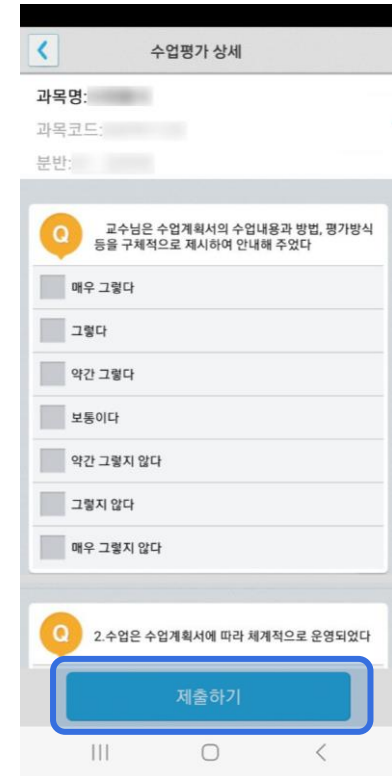 수업평가 상세
과목명:
과목코드:
분반:
Q
교수님은 수업계획서의 수업내용과 방법, 평가방식
등을 구체적으로 제시하여 안내해 주었다
매우 그렇다
그렇다
약간 그렇다
보통이다
약간 그렇지 않다
그렇지 않다
매우 그렇지 않다
Q
2.수업은 수업계획서에 따라 체계적으로 운영되었다
제출하기